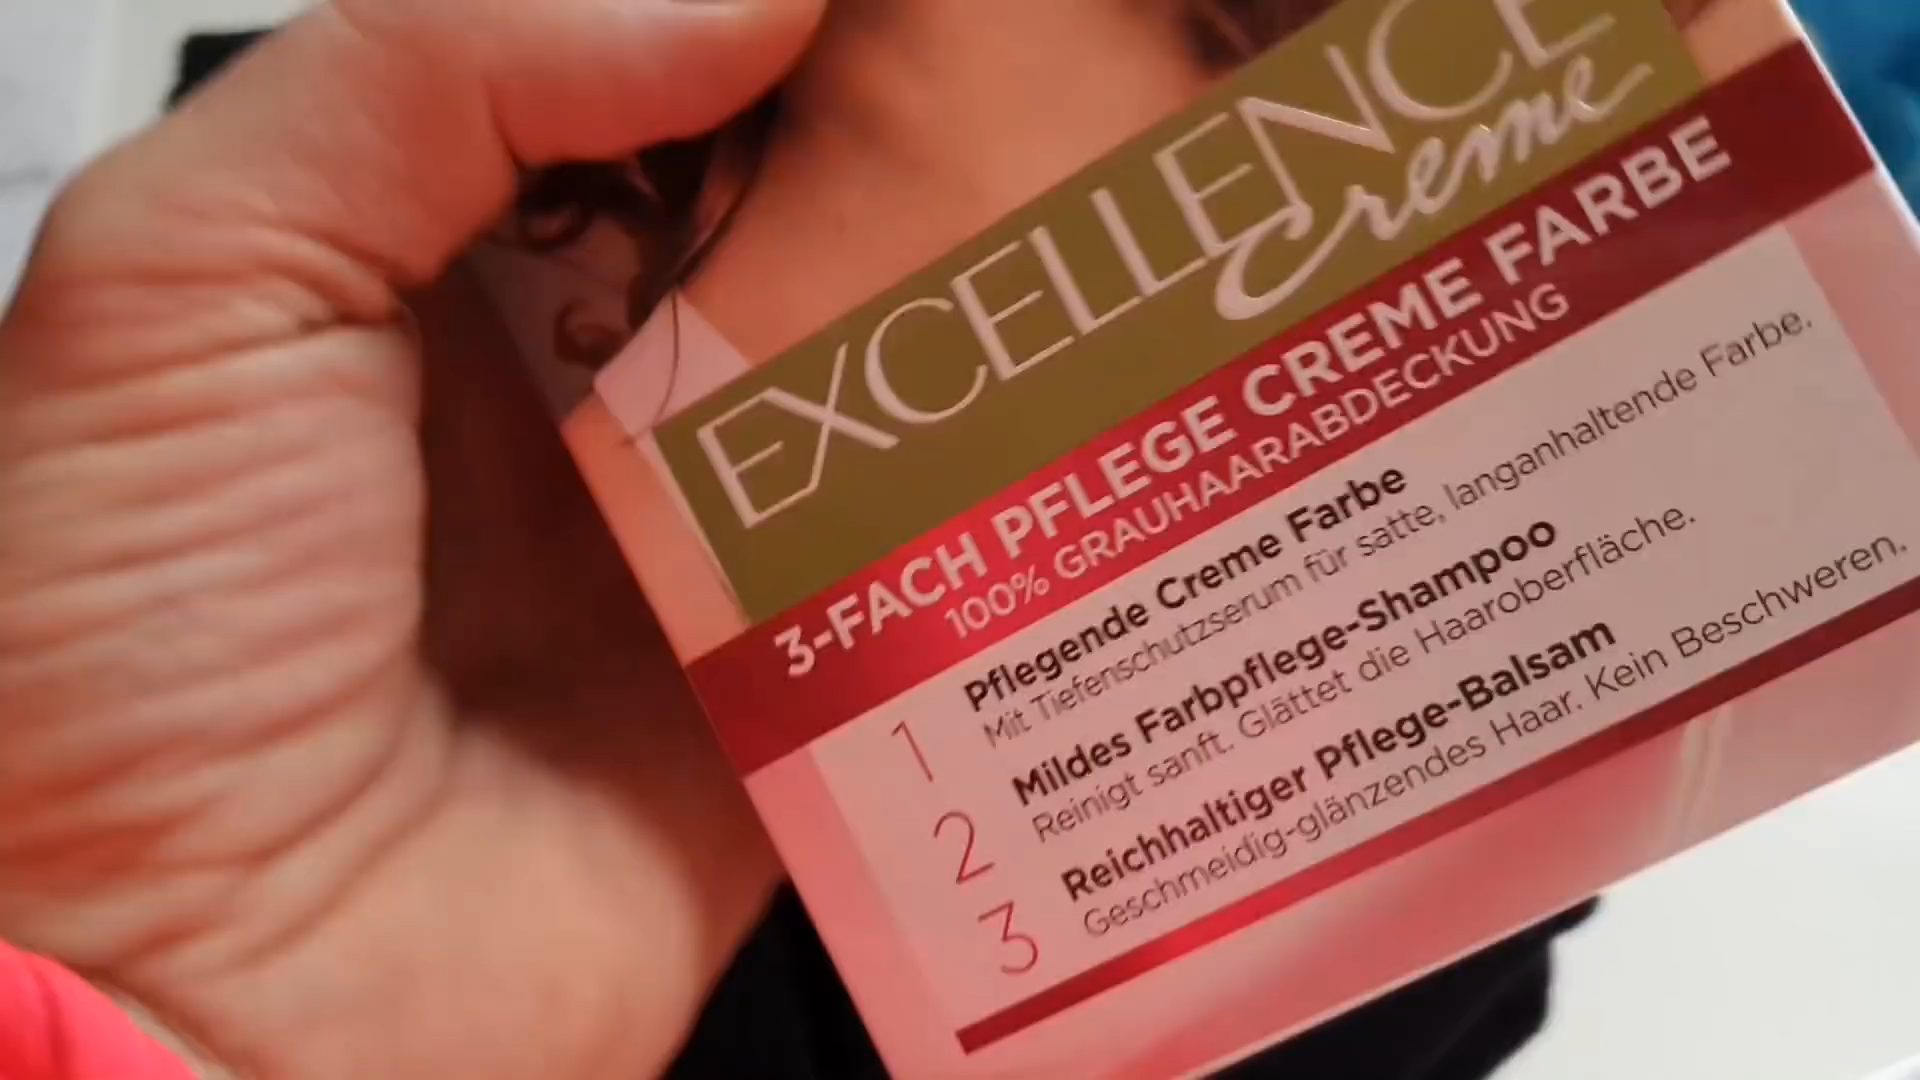 EXCELLENCE
Creme
3-FACH PFLEGE CREME FARBE
100% GRAUHAARABDECKUNG
1 Pflegende Creme Farbe
Mit Tiefenschutzserum für satte, langanhaltende Farbe.
2 Mildes Farbpflege-Shampoo
Reinigt sanft. Glättet die Haaroberfläche.
3 Reichhaltiger Pflege-Balsam
Geschmeidig-glänzendes Haar. Kein Beschweren.